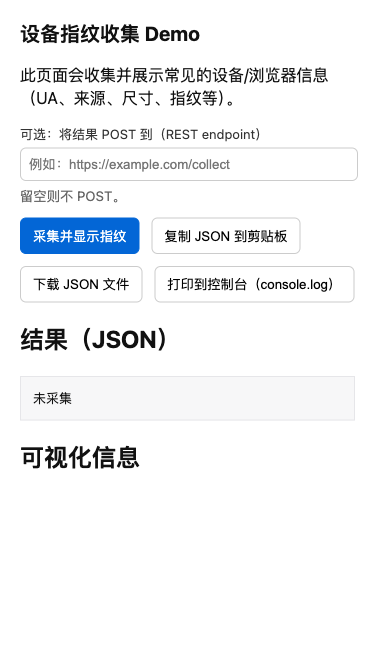 设备指纹收集 Demo
此页面会收集并展示常见的设备/浏览器信息
（UA、来源、尺寸、指纹等）。
可选：将结果 POST 到（REST endpoint）
例如：https://example.com/collect
留空则不 POST。
采集并显示指纹
复制 JSON 到剪贴板
下载 JSON 文件
打印到控制台（console.log）
结果（JSON）
未采集
可视化信息